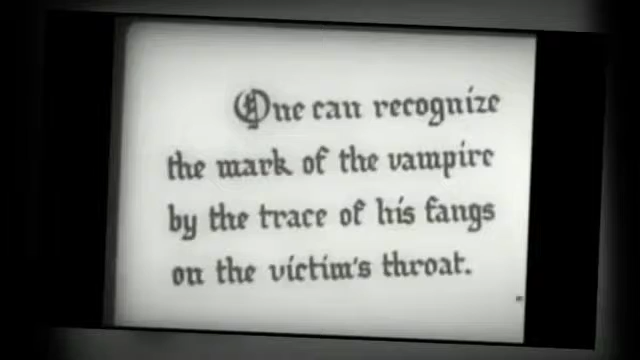 One can recognize
the mark of the vampire
by the trace of his fangs
on the victim's throat.